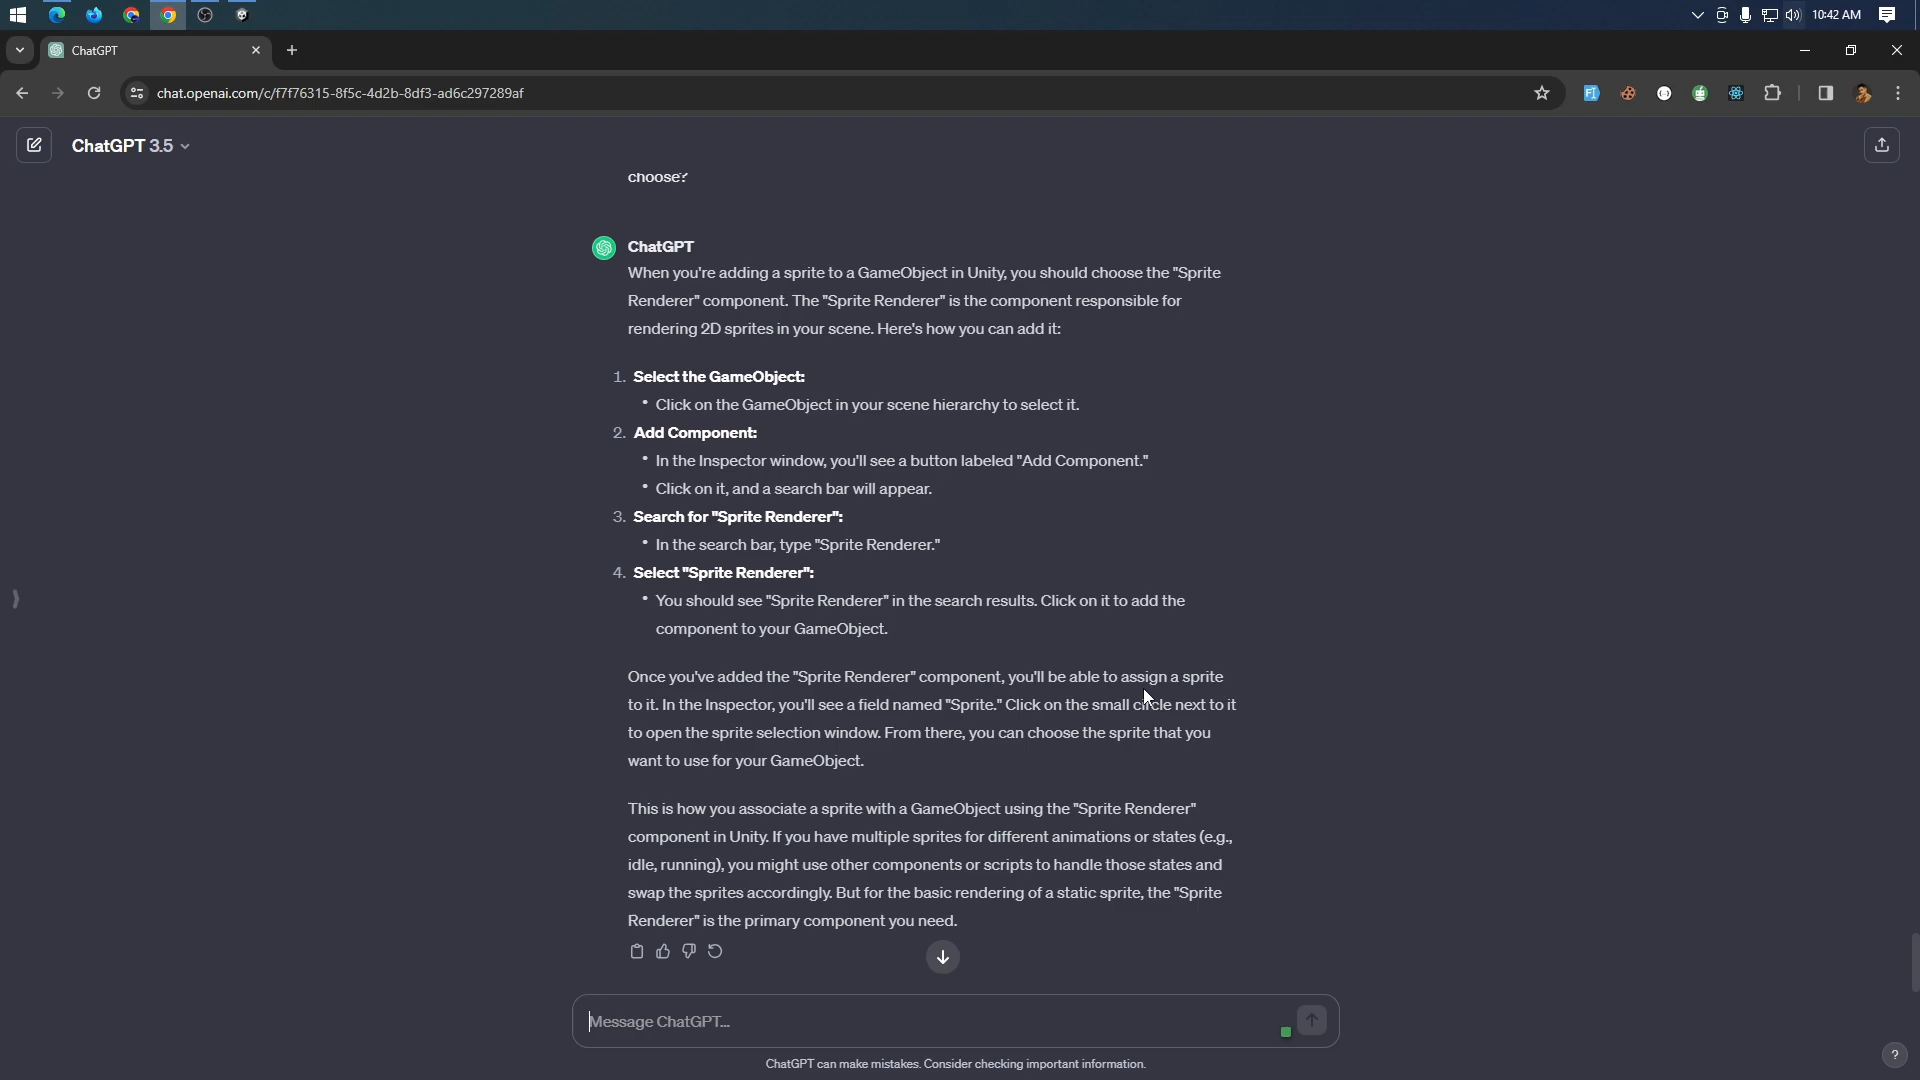 10:42 AM
ChatGPT
chat.openai.com/c/f7f76315-8f5c-4d2b-8df3-ad6c297289af
ChatGPT 3.5
choose?
ChatGPT
When you're adding a sprite to a GameObject in Unity, you should choose the "Sprite
Renderer" component. The "Sprite Renderer" is the component responsible for
rendering 2D sprites in your scene. Here's how you can add it:
1. Select the GameObject:
• Click on the GameObject in your scene hierarchy to select it.
2. Add Component:
• In the Inspector window, you'll see a button labeled "Add Component."
• Click on it, and a search bar will appear.
3. Search for "Sprite Renderer":
• In the search bar, type "Sprite Renderer."
4. Select "Sprite Renderer":
• You should see "Sprite Renderer" in the search results. Click on it to add the
component to your GameObject.
Once you've added the "Sprite Renderer" component, you'll be able to assign a sprite
to it. In the Inspector, you'll see a field named "Sprite." Click on the small circle next to it
to open the sprite selection window. From there, you can choose the sprite that you
want to use for your GameObject.
This is how you associate a sprite with a GameObject using the "Sprite Renderer"
component in Unity. If you have multiple sprites for different animations or states (e.g.,
idle, running), you might use other components or scripts to handle those states and
swap the sprites accordingly. But for the basic rendering of a static sprite, the "Sprite
Renderer" is the primary component you need.
Message ChatGPT...
ChatGPT can make mistakes. Consider checking important information.
?